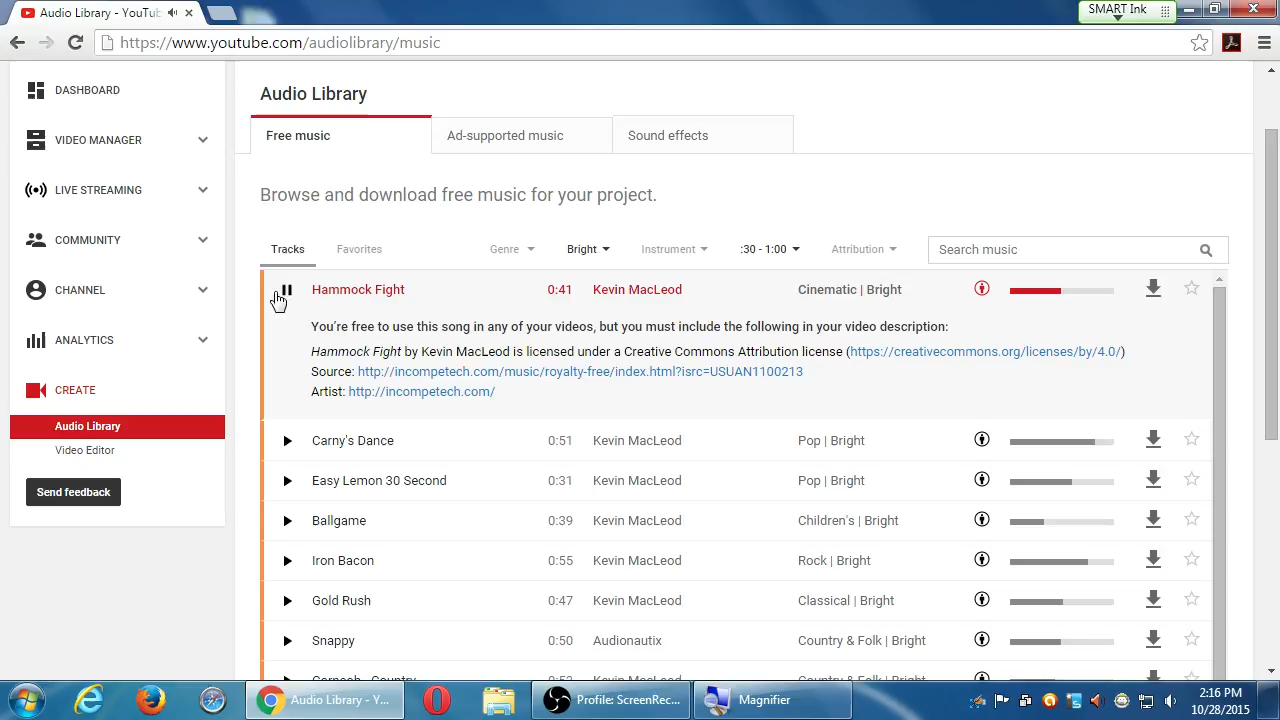 Audio Library - YouTub
SMART Ink
https://www.youtube.com/audiolibrary/music
DASHBOARD
VIDEO MANAGER
LIVE STREAMING
COMMUNITY
CHANNEL
ANALYTICS
CREATE
Audio Library
Video Editor
Send feedback
Audio Library
Free music
Ad-supported music
Sound effects
Browse and download free music for your project.
Tracks Favorites Genre Bright Instrument :30 - 1:00 Attribution Search music
Hammock Fight 0:41 Kevin MacLeod Cinematic | Bright
You're free to use this song in any of your videos, but you must include the following in your video description:
Hammock Fight by Kevin MacLeod is licensed under a Creative Commons Attribution license (https://creativecommons.org/licenses/by/4.0/)
Source: http://incompetech.com/music/royalty-free/index.html?isrc=USUAN1100213
Artist: http://incompetech.com/
Carny's Dance 0:51 Kevin MacLeod Pop | Bright
Easy Lemon 30 Second 0:31 Kevin MacLeod Pop | Bright
Ballgame 0:39 Kevin MacLeod Children's | Bright
Iron Bacon 0:55 Kevin MacLeod Rock | Bright
Gold Rush 0:47 Kevin MacLeod Classical | Bright
Snappy 0:50 Audionautix Country & Folk | Bright
Country & Folk | Bright
Audio Library - Y...
Profile: ScreenRec...
Magnifier
2:16 PM
10/28/2015